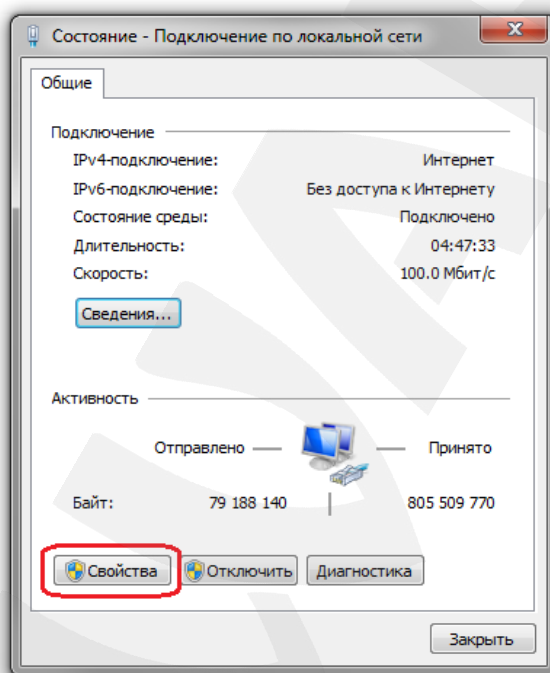 Состояние - Подключение по локальной сети
Общие
Подключение
IPv4-подключение: Интернет
IPv6-подключение: Без доступа к Интернету
Состояние среды: Подключено
Длительность: 04:47:33
Скорость: 100.0 Мбит/с
Сведения...
Активность
Отправлено — Принято
Байт: 79 188 140 | 805 509 770
Свойства Отключить Диагностика
Закрыть